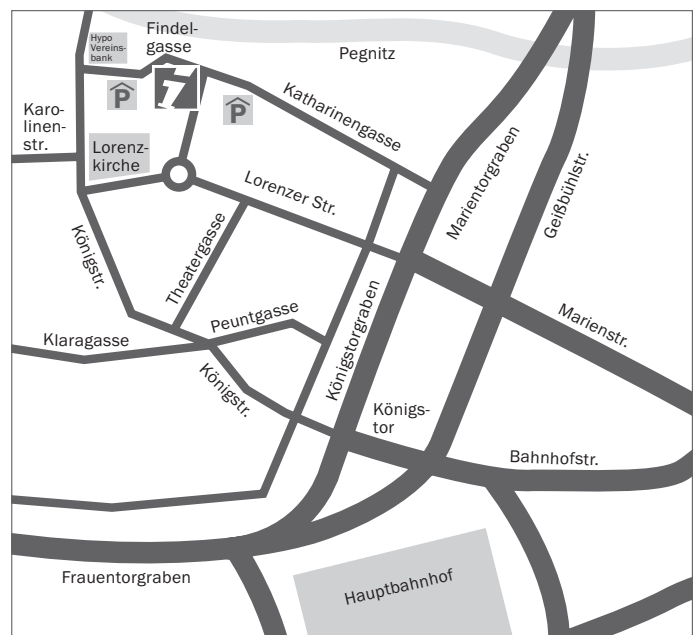 Findel-
gasse
Hypo
Vereins-
bank
Pegnitz
P
P
Karo-
linen-
str.
Katharinengasse
Lorenz-
kirche
Lorenzer Str.
Marientorgraben
Geißbühlstr.
Königstr.
Theatergasse
Peuntgasse
Königstorgraben
Marienstr.
Klaragasse
Königstr.
Königs-
tor
Bahnhofstr.
Frauentorgraben
Hauptbahnhof